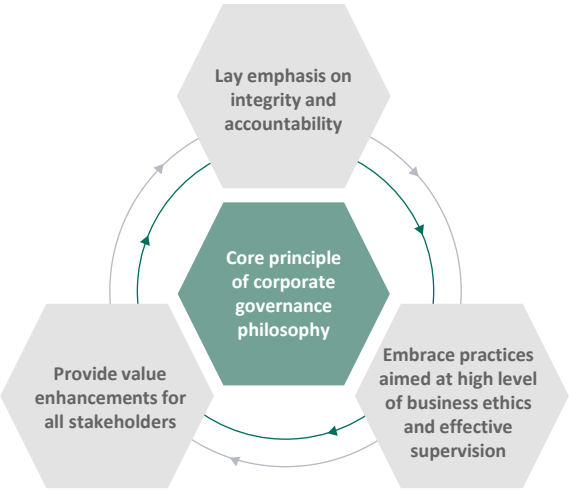 Lay emphasis on
integrity and
accountability
Core principle
of corporate
governance
philosophy
Provide value
enhancements for
all stakeholders
Embrace practices
aimed at high level
of business ethics
and effective
supervision